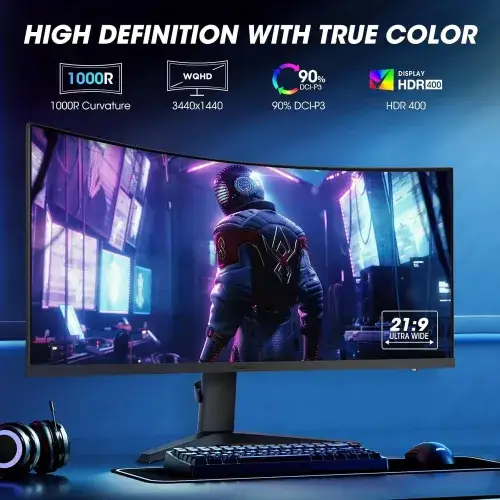 HIGH DEFINITION WITH TRUE COLOR
1000R
WQHD
90%
DCI-P3
DISPLAY
HDR 400
1000R Curvature
3440x1440
90% DCI-P3
HDR 400
21:9
ULTRA WIDE